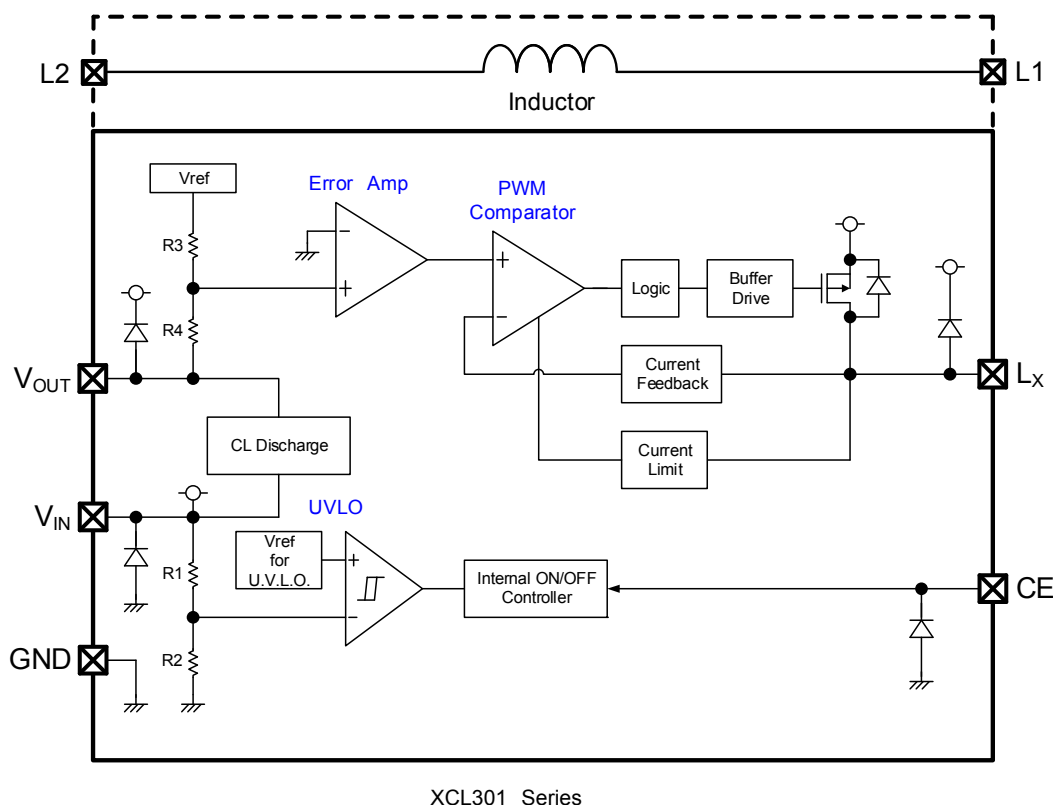 L2
L1
Inductor
Vref
Error Amp
PWM
Comparator
R3
R4
Logic
Buffer
Drive
Current
Feedback
VOUT
LX
CL Discharge
Current
Limit
VIN
UVLO
Vref
for
U.V.L.O.
R1
Internal ON/OFF
Controller
CE
GND
R2
XCL301 Series